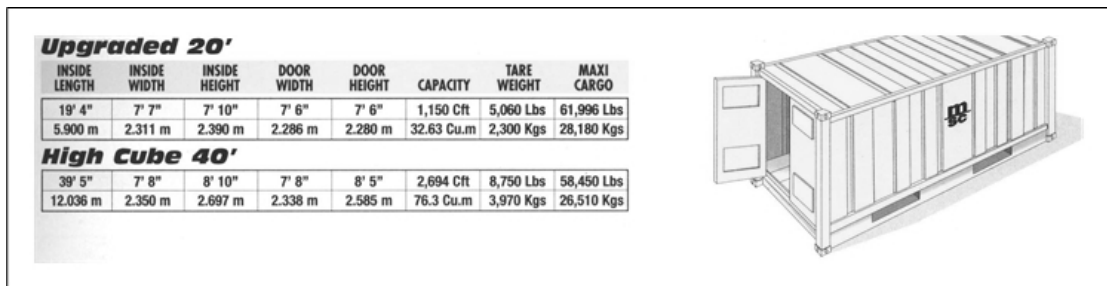 Upgraded 20'
INSIDE LENGTH INSIDE WIDTH INSIDE HEIGHT DOOR WIDTH DOOR HEIGHT CAPACITY TARE WEIGHT MAXI CARGO
19' 4" 7' 7" 7' 10" 7' 6" 7' 6" 1,150 Cft 5,060 Lbs 61,996 Lbs
5.900 m 2.311 m 2.390 m 2.286 m 2.280 m 32.63 Cu.m 2,300 Kgs 28,180 Kgs
High Cube 40'
39' 5" 7' 8" 8' 10" 7' 8" 8' 5" 2,694 Cft 8,750 Lbs 58,450 Lbs
12.036 m 2.350 m 2.697 m 2.338 m 2.585 m 76.3 Cu.m 3,970 Kgs 26,510 Kgs
m
sc